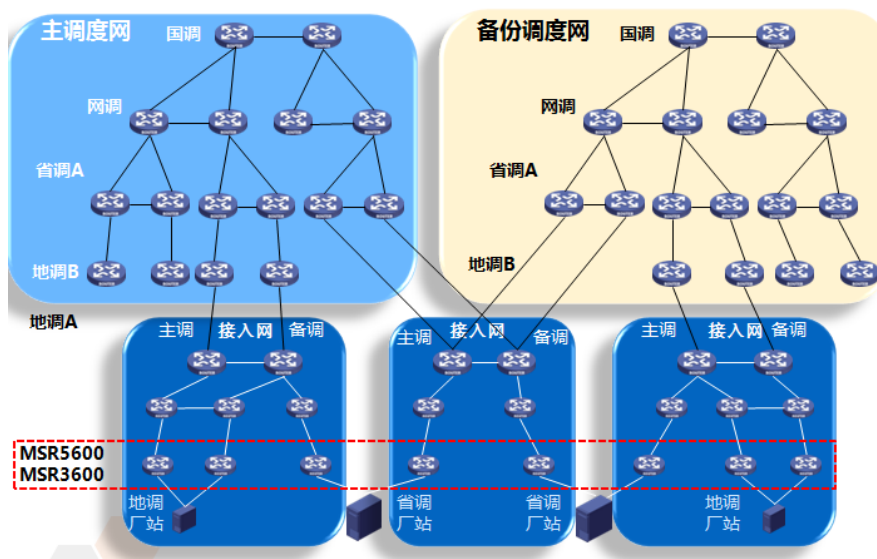 主调度网
国调
网调
省调A
地调B
地调A
备份调度网
国调
网调
省调A
地调B
主调
接入网
备调
主调
接入网
备调
主调
接入网
备调
MSR5600
MSR3600
地调
厂站
省调
厂站
省调
厂站
地调
厂站